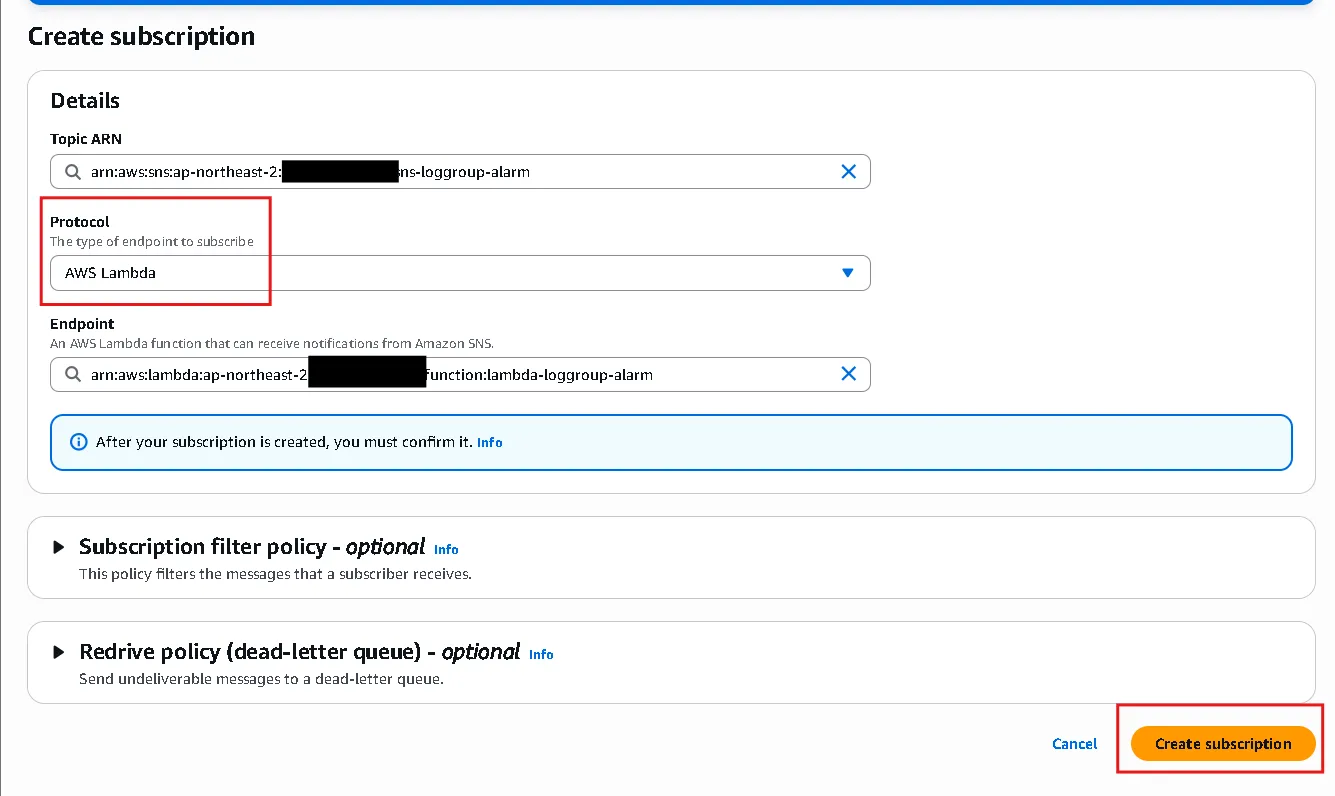 Create subscription
Details
Topic ARN
arn:aws:sns:ap-northeast-2: sns-loggroup-alarm
Protocol
The type of endpoint to subscribe
AWS Lambda
Endpoint
An AWS Lambda function that can receive notifications from Amazon SNS.
arn:aws:lambda:ap-northeast-2 function:lambda-loggroup-alarm
After your subscription is created, you must confirm it. Info
Subscription filter policy - optional Info
This policy filters the messages that a subscriber receives.
Redrive policy (dead-letter queue) - optional Info
Send undeliverable messages to a dead-letter queue.
Cancel Create subscription